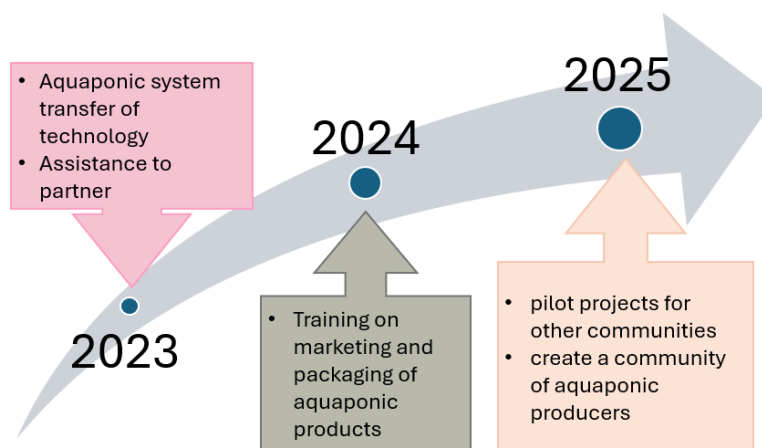 • Aquaponic system
transfer of
technology
• Assistance to
partner
2023
2024
• Training on
marketing and
packaging of
aquaponic
products
2025
• pilot projects for
other communities
• create a community
of aquaponic
producers